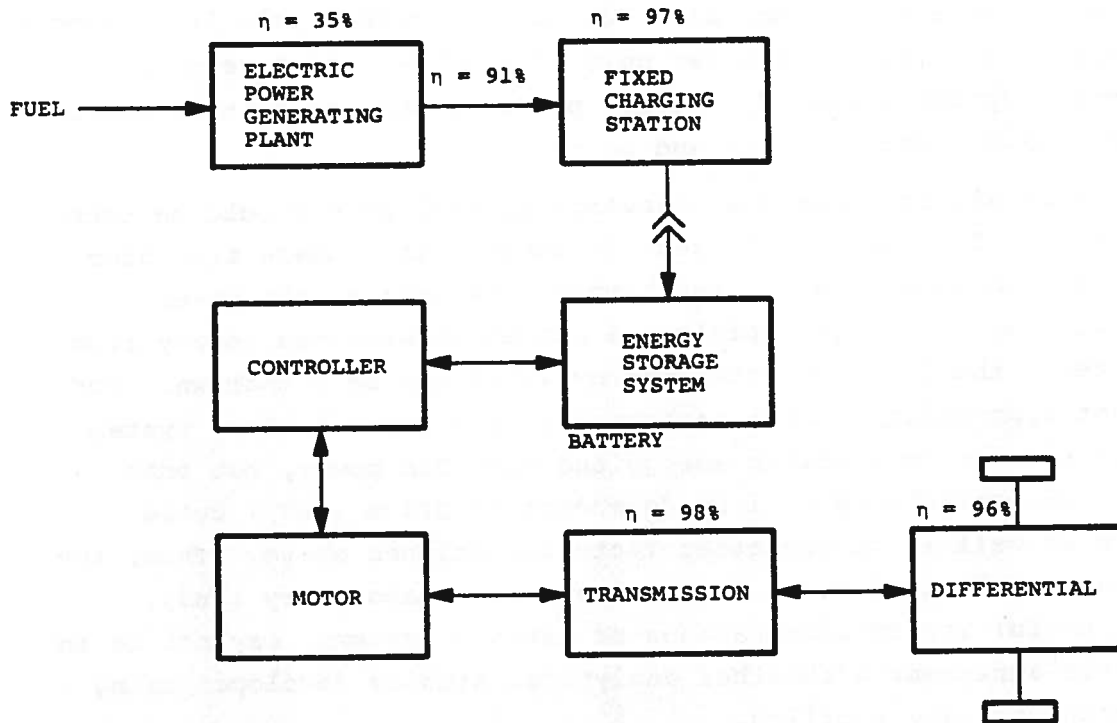 η = 35%
η = 97%
ELECTRIC
POWER
GENERATING
PLANT
η = 91%
FIXED
CHARGING
STATION
FUEL
CONTROLLER
ENERGY
STORAGE
SYSTEM
BATTERY
η = 98%
η = 96%
MOTOR
TRANSMISSION
DIFFERENTIAL